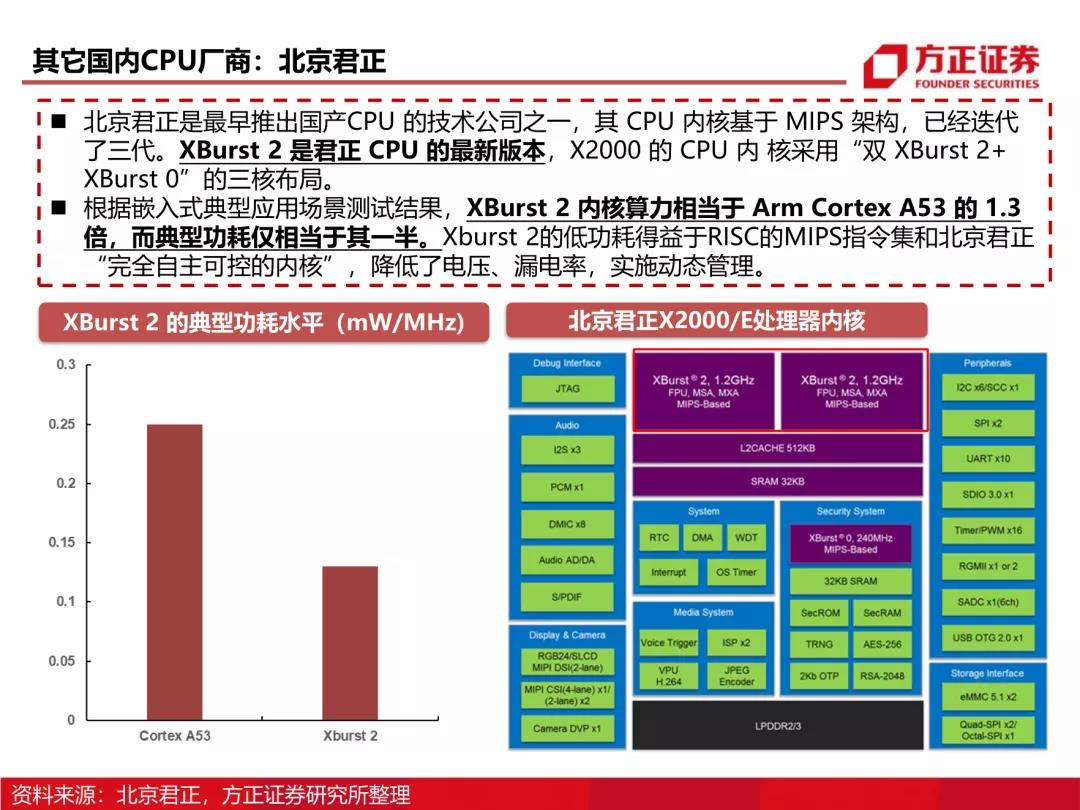 其它国内CPU厂商：北京君正
方正证券
FOUNDER SECURITIES
■ 北京君正是最早推出国产CPU 的技术公司之一，其 CPU 内核基于 MIPS 架构，已经迭代
了三代。XBurst 2 是君正 CPU 的最新版本，X2000 的 CPU 内 核采用“双 XBurst 2+
XBurst 0”的三核布局。
■ 根据嵌入式典型应用场景测试结果，XBurst 2 内核算力相当于 Arm Cortex A53 的 1.3
倍，而典型功耗仅相当于其一半。Xburst 2的低功耗得益于RISC的MIPS指令集和北京君正
“完全自主可控的内核”，降低了电压、漏电率，实施动态管理。
XBurst 2 的典型功耗水平（mW/MHz）
0.3
0.25
0.2
0.15
0.1
0.05
0
Cortex A53
Xburst 2
北京君正X2000/E处理器内核
Debug Interface
JTAG
Audio
I2S x3
PCM x1
DMIC x8
Audio AD/DA
S/PDIF
Display & Camera
RGB24/SLCD
MIPI DSI(2-lane)
MIPI CSI(4-lane) x1/
(2-lane) x2
Camera DVP x1
XBurst® 2, 1.2GHz
FPU, MSA, MXA
MIPS-Based
XBurst® 2, 1.2GHz
FPU, MSA, MXA
MIPS-Based
L2CACHE 512KB
SRAM 32KB
System
RTC
DMA
WDT
Interrupt
OS Timer
Media System
Voice Trigger
ISP x2
VPU
H.264
JPEG
Encoder
Security System
XBurst® 0, 240MHz
MIPS-Based
32KB SRAM
SecROM
SecRAM
TRNG
AES-256
2Kb OTP
RSA-2048
LPDDR2/3
Peripherals
I2C x6/SCC x1
SPI x2
UART x10
SDIO 3.0 x1
Timer/PWM x16
RGMII x1 or 2
SADC x1(6ch)
USB OTG 2.0 x1
Storage Interface
eMMC 5.1 x2
Quad-SPI x2/
Octal-SPI x1
资料来源：北京君正，方正证券研究所整理